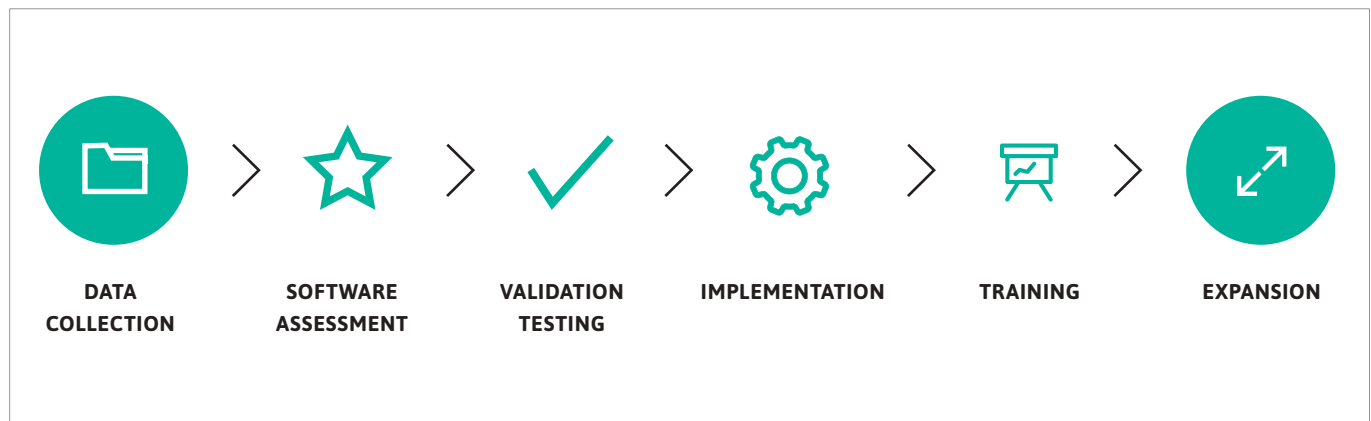 DATA
COLLECTION
SOFTWARE
ASSESSMENT
VALIDATION
TESTING
IMPLEMENTATION
TRAINING
EXPANSION